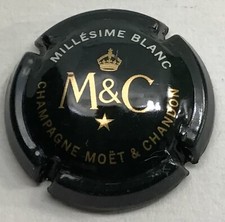 MILLÉSIME BLANC
M&C
CHAMPAGNE MOËT & CHANDON